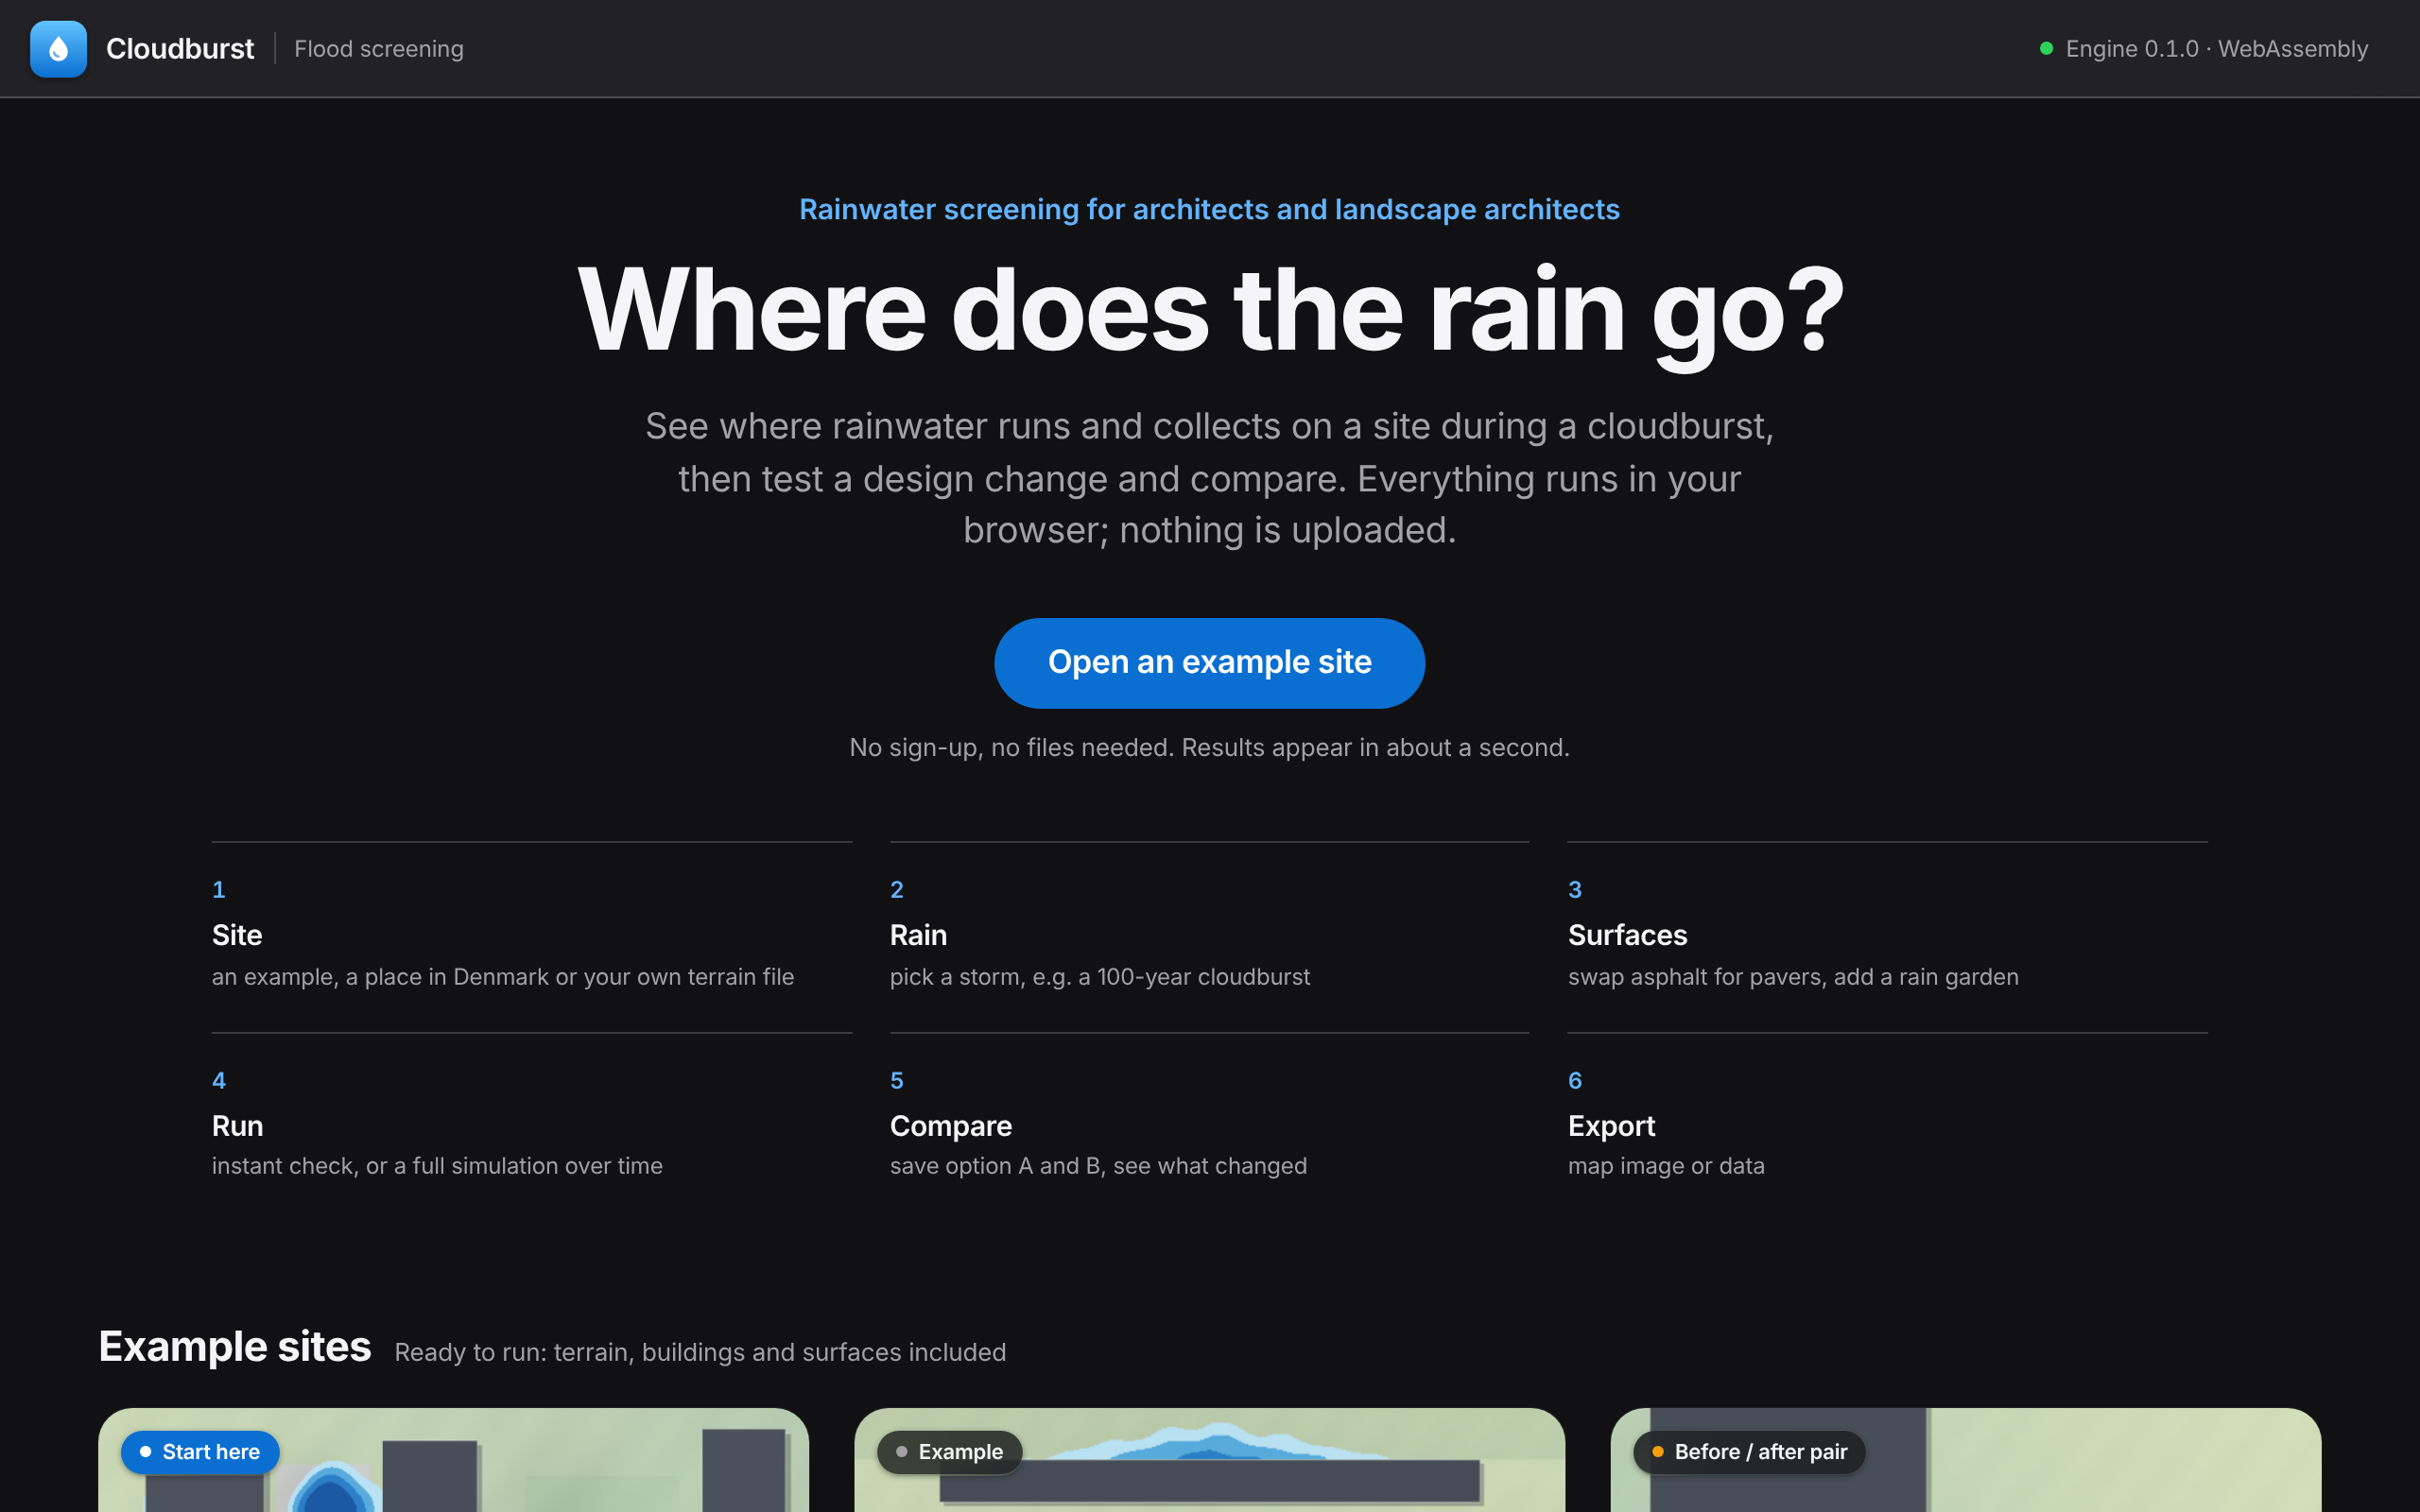 Cloudburst
Flood screening
Engine 0.1.0 · WebAssembly
Rainwater screening for architects and landscape architects
Where does the rain go?
See where rainwater runs and collects on a site during a cloudburst,
then test a design change and compare. Everything runs in your
browser; nothing is uploaded.
Open an example site
No sign-up, no files needed. Results appear in about a second.
1
Site
an example, a place in Denmark or your own terrain file
2
Rain
pick a storm, e.g. a 100-year cloudburst
3
Surfaces
swap asphalt for pavers, add a rain garden
4
Run
instant check, or a full simulation over time
5
Compare
save option A and B, see what changed
6
Export
map image or data
Example sites
Ready to run: terrain, buildings and surfaces included
Start here
Example
Before / after pair